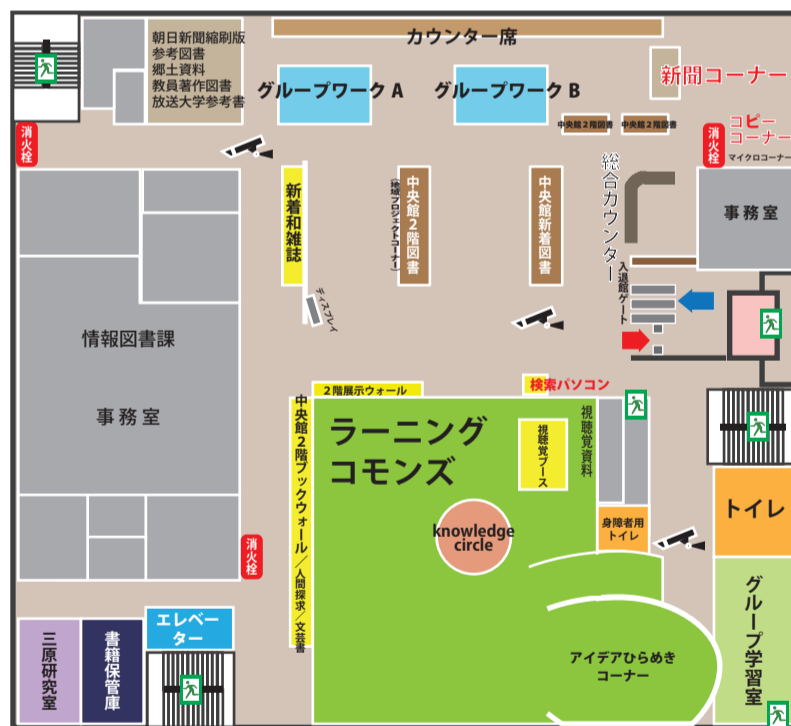 朝日新聞縮刷版
参考図書
郷土資料
教員著作図書
放送大学参考書
カウンター席
グループワーク A
グループワーク B
新聞コーナー
中央館２階図書
中央館２階図書
消火栓
消火栓
コピー
コーナー
マイクロコーナー
新着和雑誌
中央館２階図書
(地域プロジェクトコーナー)
中央館新着図書
総合カウンター
事務室
入退館ゲート
ディスプレイ
情報図書課
事務室
２階展示ウォール
検索パソコン
中央館２階ブックウォール／人間探求／文芸書
ラーニング
コモンズ
視聴覚ブース
視聴覚資料
knowledge
circle
身障者用
トイレ
トイレ
消火栓
三原研究室
書籍保管庫
エレベー
ター
アイデアひらめき
コーナー
グループ学習室